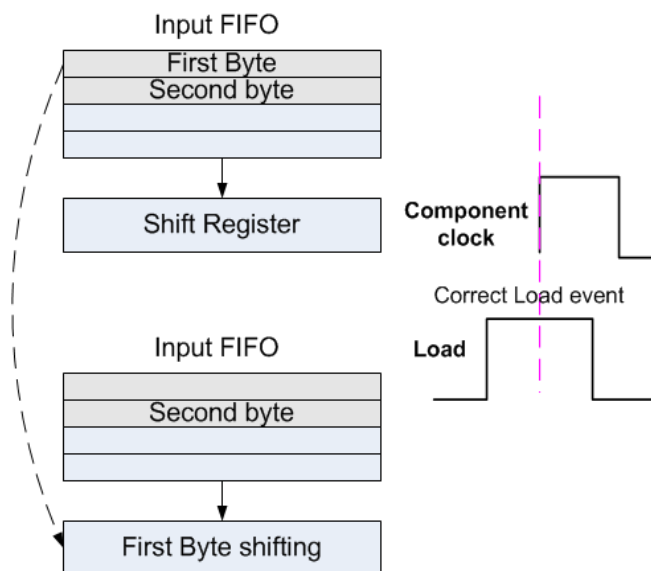 Input FIFO
First Byte
Second byte
Shift Register
Component
clock
Correct Load event
Load
Input FIFO
Second byte
First Byte shifting